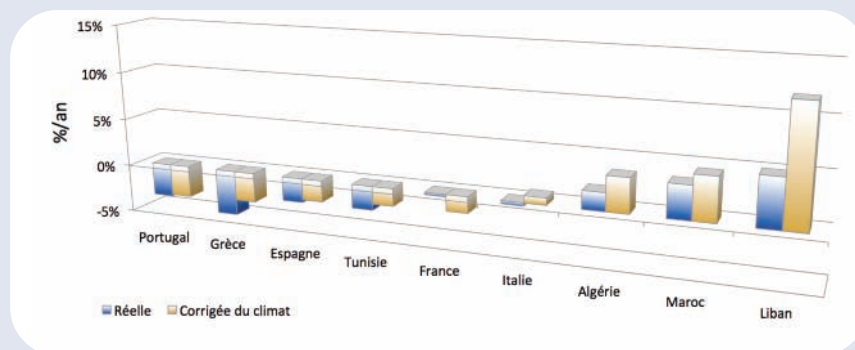 15%
10%
5%
0%
-5%
%/an
Portugal
Grèce
Espagne
Tunisie
France
Italie
Algérie
Maroc
Liban
Réelle
Corrigée du climat